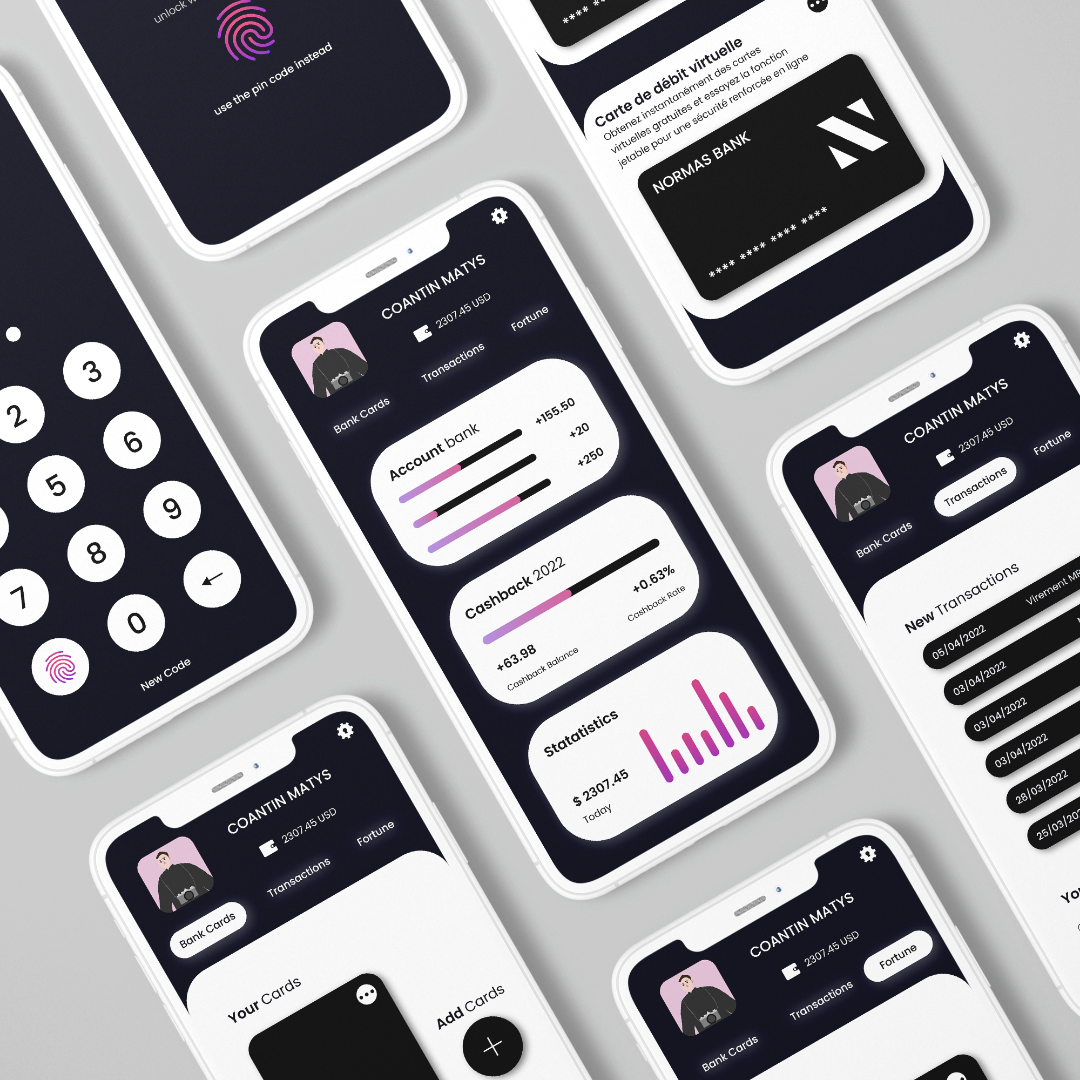 use the pin code instead
Carte de débit virtuelle
Obtenez instantanément des cartes
virtuelles gratuites et essayez la fonction
jetable pour une sécurité renforcée en ligne
NORMAS BANK
**** **** **** ****
2
3
5
6
7
8
9
0
New Code
COANTIN MATYS
2307.45 USD
Bank Cards
Transactions
Fortune
Account bank
+155.50
+20
+250
Cashback 2022
+63.98
Cashback Balance
+0.63%
Cashback Rate
Statatistics
$ 2307.45
Today
COANTIN MATYS
2307.45 USD
Bank Cards
Transactions
Fortune
New Transactions
05/04/2022
Virement
03/04/2022
03/04/2022
03/04/2022
28/03/2022
COANTIN MATYS
2307.45 USD
Bank Cards
Transactions
Fortune
Your Cards
Add Cards
COANTIN MATYS
2307.45 USD
Bank Cards
Transactions
Fortune